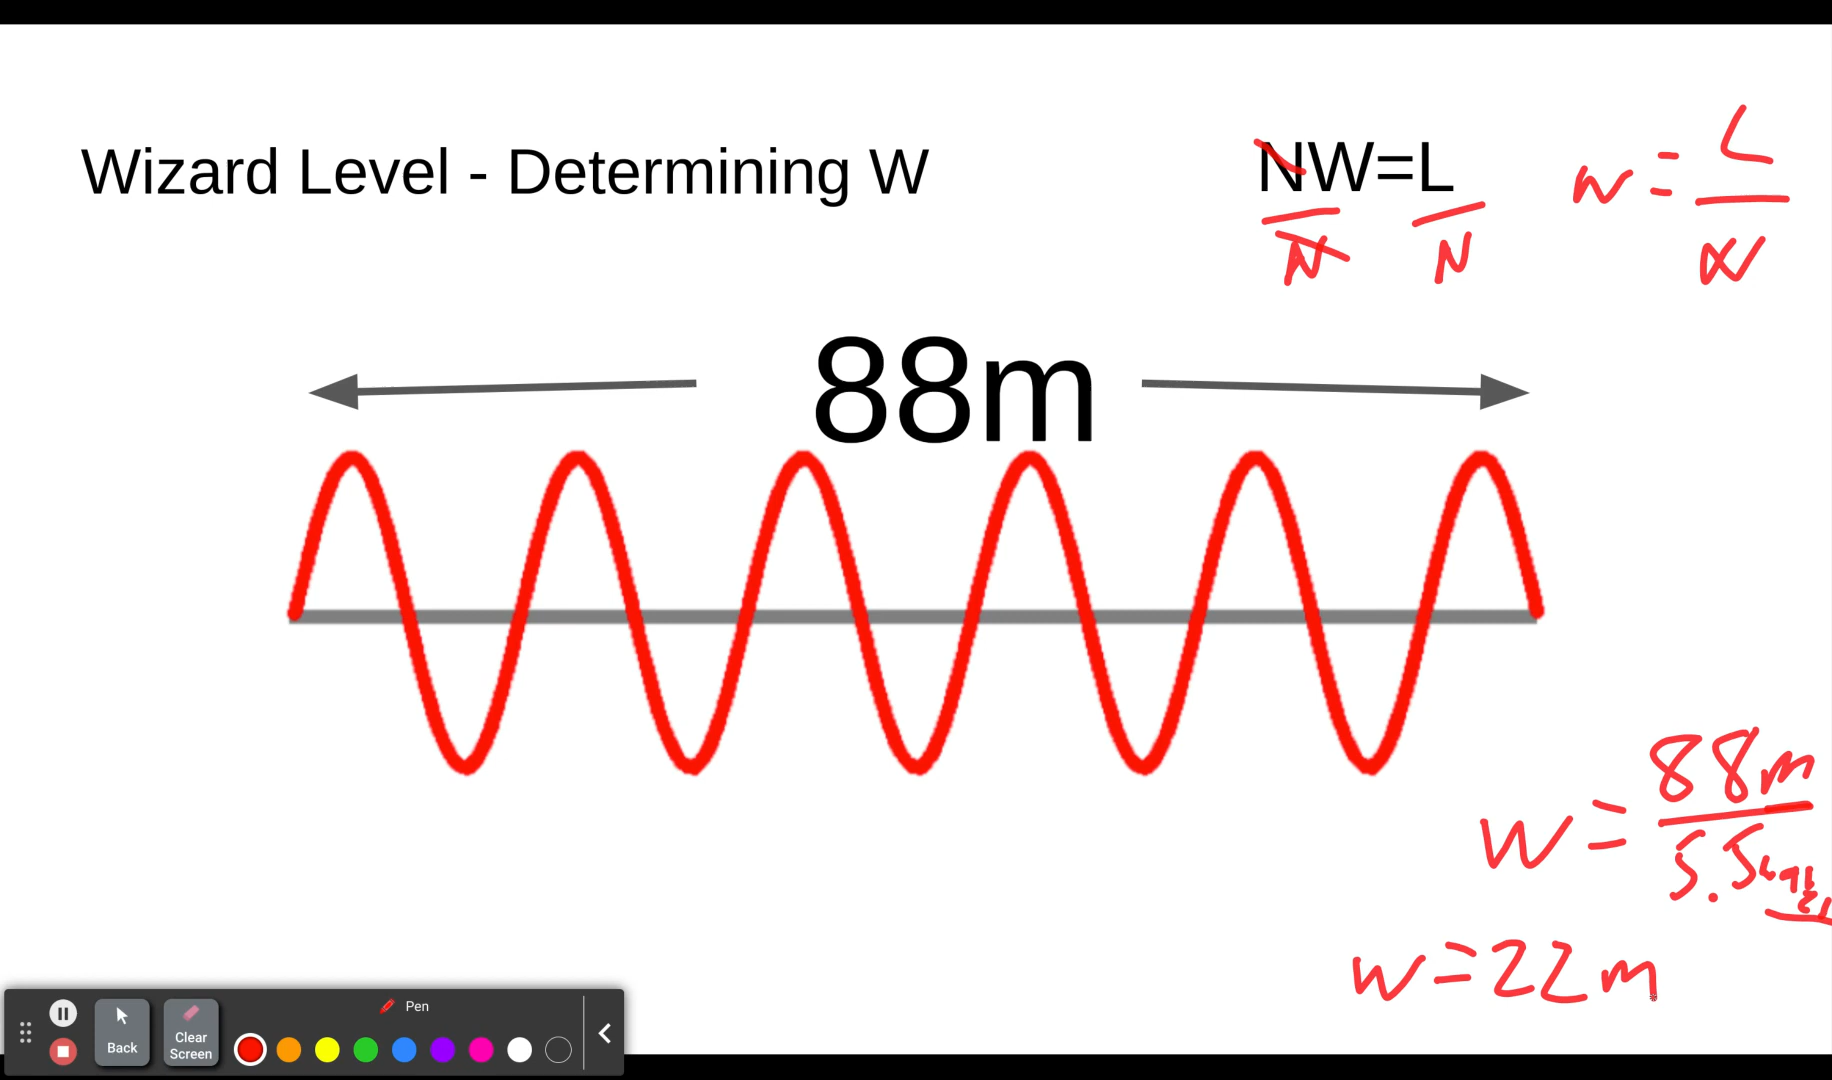 Wizard Level - Determining W
NW=L
N N
w = L
N
88m
w = 88m
5.5
w = 22m
Pen
Back
Clear
Screen